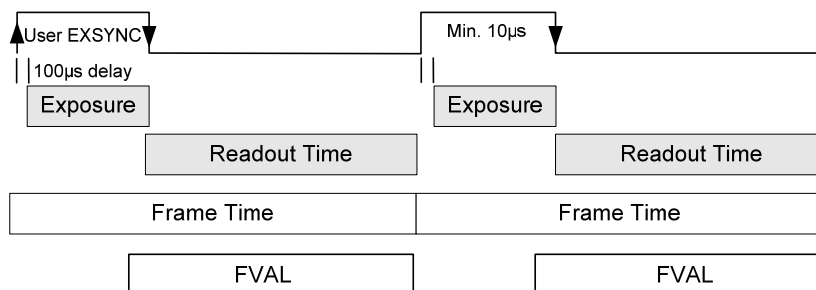 User EXSYNC
Min. 10µs
100µs delay
Exposure
Exposure
Readout Time
Readout Time
Frame Time
Frame Time
FVAL
FVAL